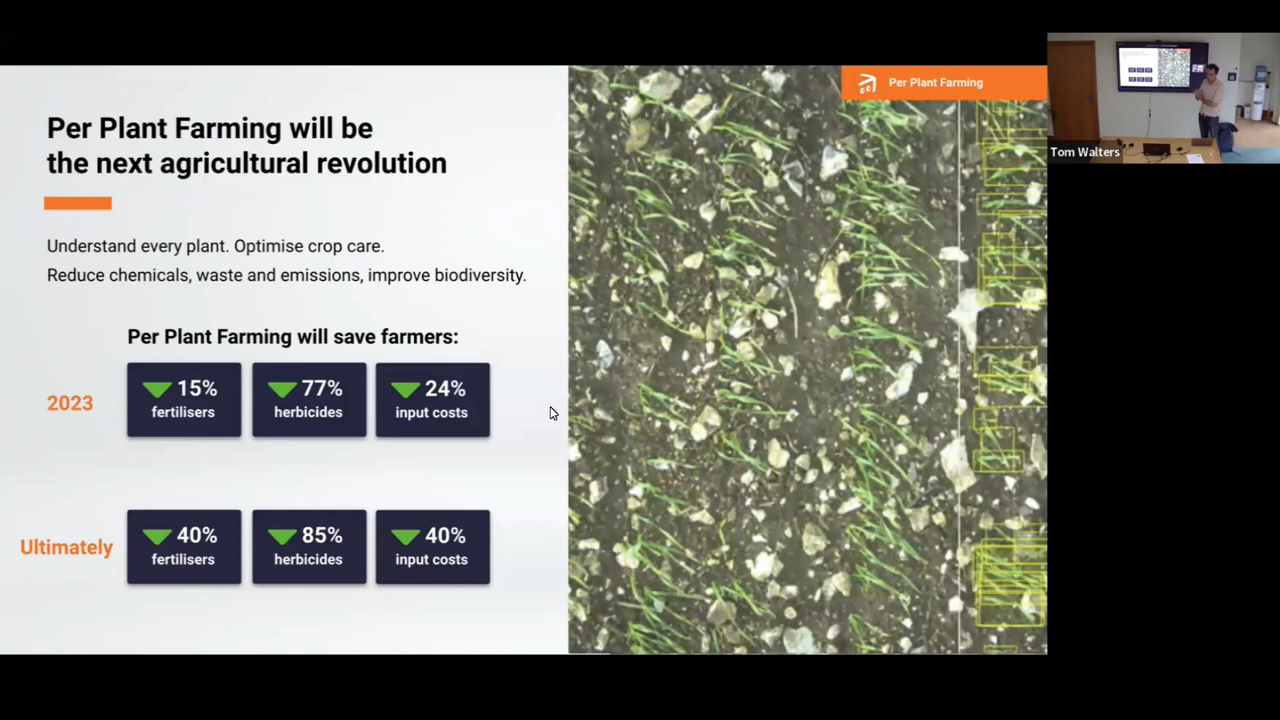 Per Plant Farming will be
the next agricultural revolution
Understand every plant. Optimise crop care.
Reduce chemicals, waste and emissions, improve biodiversity.
Per Plant Farming will save farmers:
2023
15%
fertilisers
77%
herbicides
24%
input costs
Ultimately
40%
fertilisers
85%
herbicides
40%
input costs
Per Plant Farming
Tom Walters